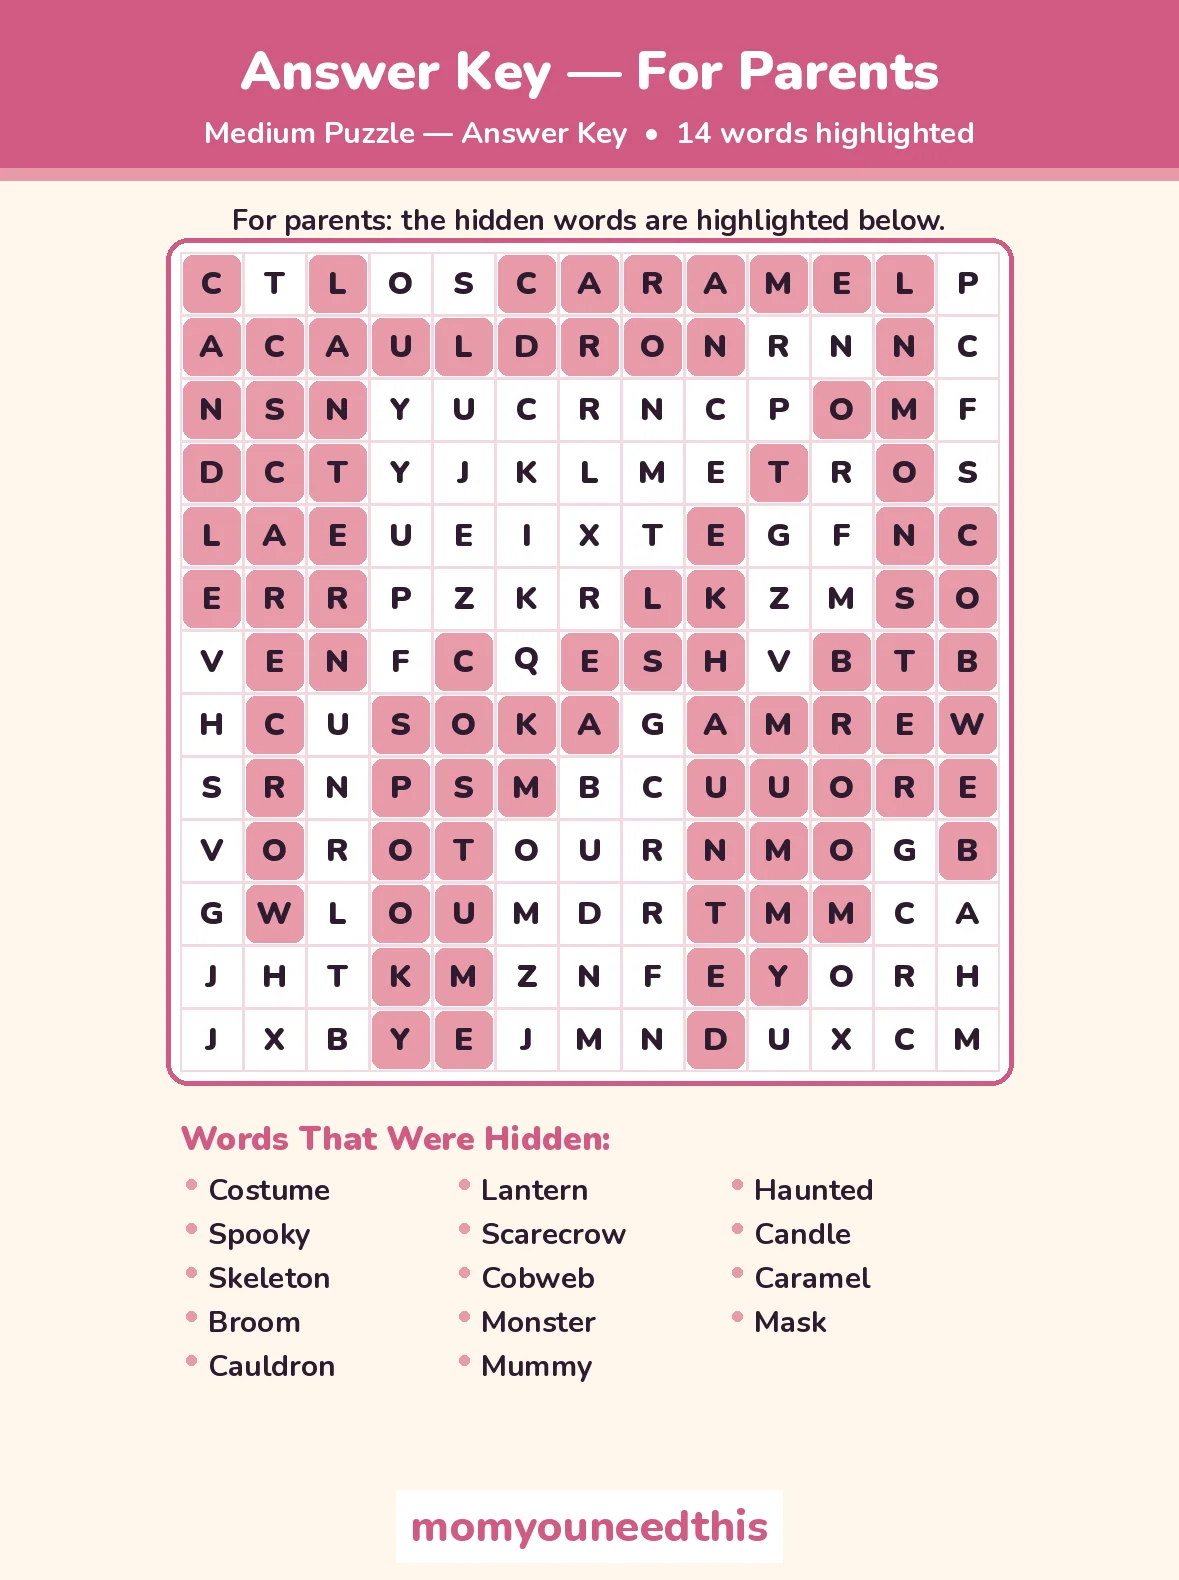 Answer Key — For Parents
Medium Puzzle — Answer Key • 14 words highlighted
For parents: the hidden words are highlighted below.
C T L O S C A R A M E L P
A C A U L D R O N R N N C
N S N Y U C R N C P O M F
D C T Y J K L M E T R O S
L A E U E I X T E G F N C
E R R P Z K R L K Z M S O
V E N F C Q E S H V B T B
H C U S O K A G A M R E W
S R N P S M B C U U O R E
V O R O T O U R N M O G B
G W L O U M D R T M M C A
J H T K M Z N F E Y O R H
J X B Y E J M N D U X C M
Words That Were Hidden:
• Costume
• Spooky
• Skeleton
• Broom
• Cauldron
• Lantern
• Scarecrow
• Cobweb
• Monster
• Mummy
• Haunted
• Candle
• Caramel
• Mask
momyouneedthis